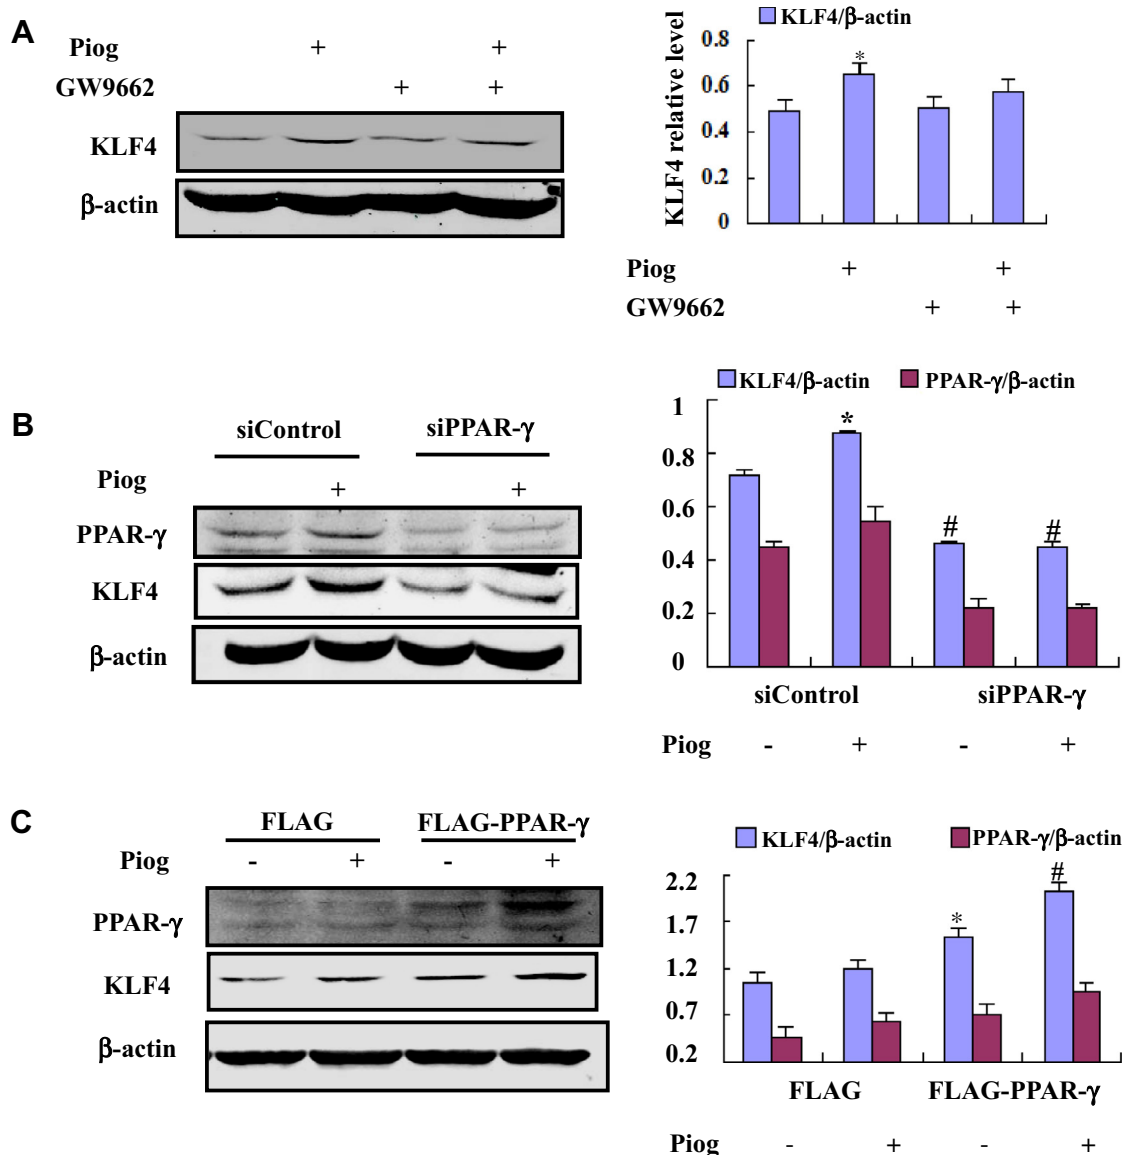 A
Piog + +
GW9662 + +
KLF4
β-actin
KLF4/β-actin
KLF4 relative level
0.8
0.6
0.4
0.2
0
*
Piog + +
GW9662 + +
B
siControl siPPAR-γ
Piog + +
PPAR-γ
KLF4
β-actin
KLF4/β-actin PPAR-γ/β-actin
1
0.8
0.6
0.4
0.2
0
*
# #
siControl siPPAR-γ
Piog - + - +
C
FLAG FLAG-PPAR-γ
Piog - + - +
PPAR-γ
KLF4
β-actin
KLF4/β-actin PPAR-γ/β-actin
2.2
1.7
1.2
0.7
0.2
#
*
FLAG FLAG-PPAR-γ
Piog - + - +